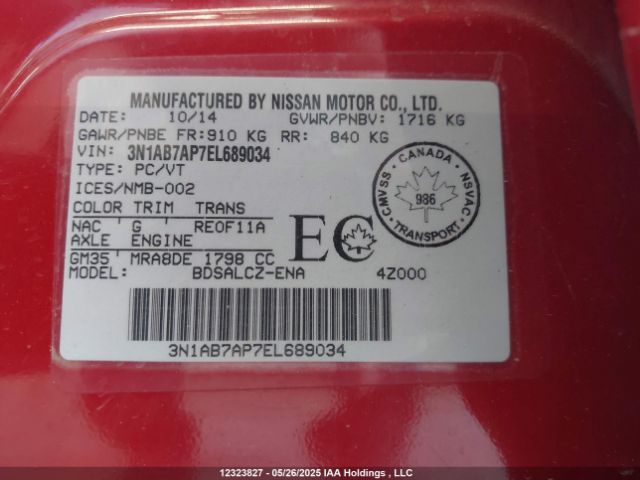 MANUFACTURED BY NISSAN MOTOR CO., LTD.
DATE: 10/14 GVWR/PNBV: 1716 KG
GAWR/PNBE FR: 910 KG RR: 840 KG
VIN: 3N1AB7AP7EL689034
TYPE: PC/VT
ICES/NMB-002
COLOR TRIM TRANS
NAC G RE0F11A
AXLE ENGINE
GM35 MRA8DE 1798 CC
MODEL: BDSALCZ-ENA 4Z000
EC
CANADA
CMVSS
NSVAC
986
TRANSPORT
3N1AB7AP7EL689034
12323827 - 05/26/2025 IAA Holdings , LLC